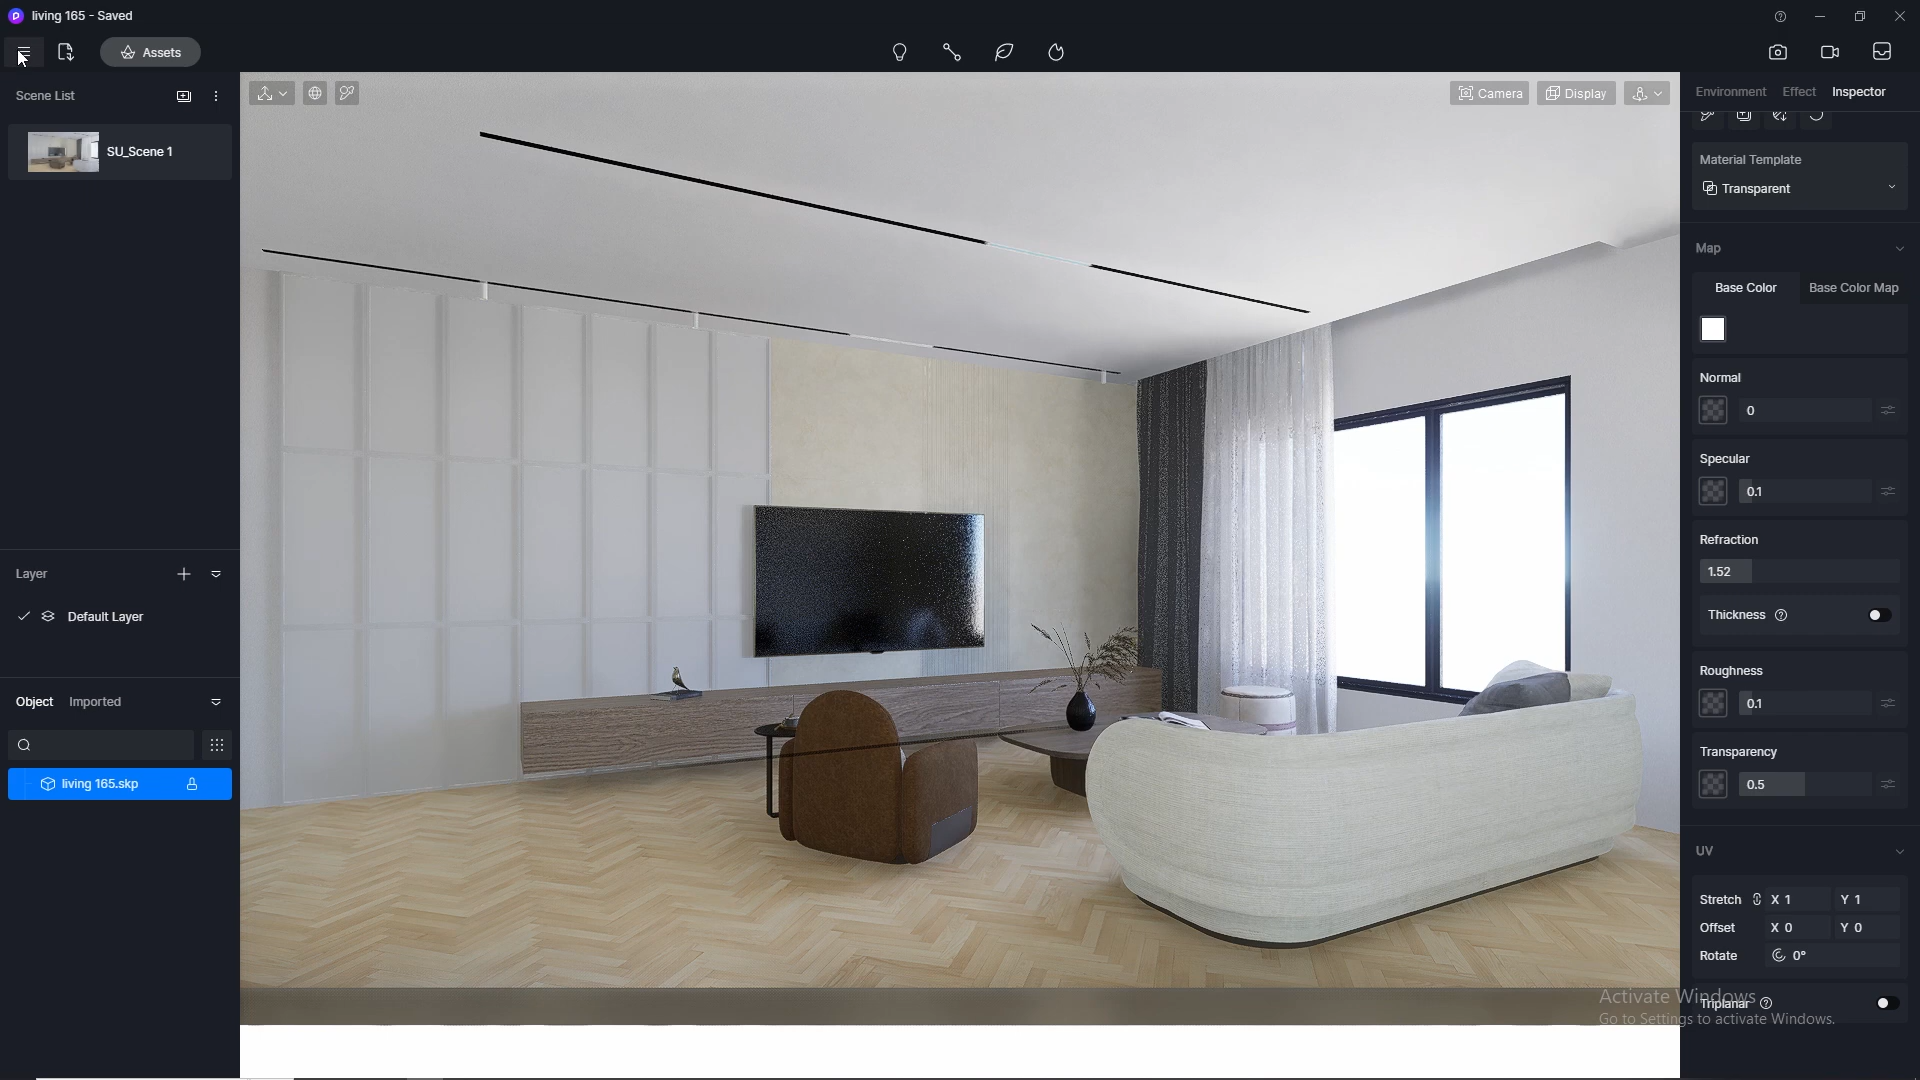 living 165 - Saved
Assets
Scene List
SU_Scene 1
Layer
Default Layer
Object Imported
living 165.skp
Camera
Display
Environment Effect Inspector
Material Template
Transparent
Map
Base Color Base Color Map
Normal
0
Specular
0.1
Refraction
1.52
Thickness
Roughness
0.1
Transparency
0.5
UV
Stretch X 1 Y 1
Offset X 0 Y 0
Rotate 0°
Triplanar
Activate Windows
Go to Settings to activate Windows.